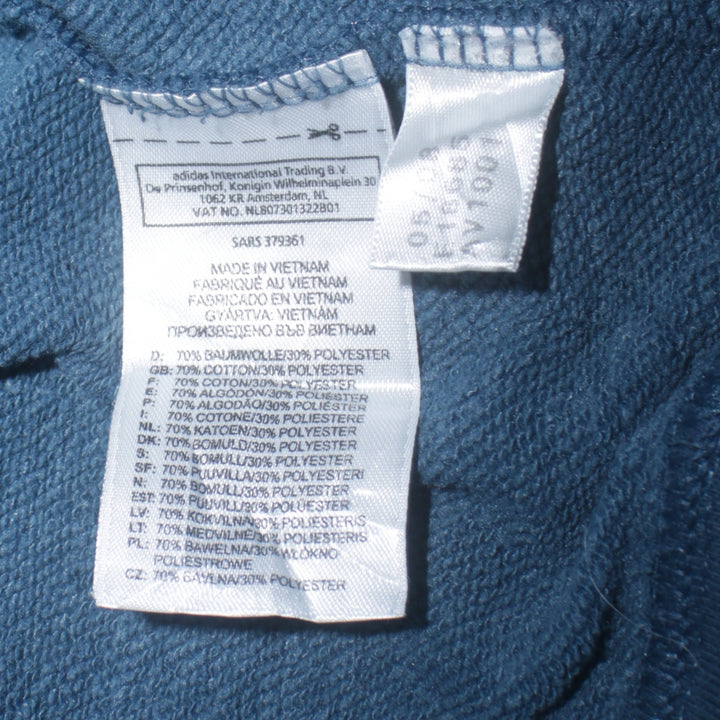 adidas International Trading B.V.
De Prinsenhof, Konigin Wilhelminaplein 30
1062 KR Amsterdam, NL
VAT NO. NL807301322B01
SARS 379361
MADE IN VIETNAM
FABRIQUÉ AU VIETNAM
FABRICADO EN VIETNAM
GYÁRTVA: VIETNÁM
ПРОИЗВЕДЕНО ВЪВ ВИЕТНАМ
D: 70% BAUMWOLLE/30% POLYESTER
GB: 70% COTTON/30% POLYESTER
F: 70% COTON/30% POLYESTER
E: 70% ALGODÓN/30% POLIESTER
P: 70% ALGODÃO/30% POLIESTER
I: 70% COTONE/30% POLIESTERE
NL: 70% KATOEN/30% POLYESTER
DK: 70% BOMULD/30% POLYESTER
S: 70% BOMULL/30% POLYESTER
SF: 70% PUUVILLA/30% POLYESTERI
N: 70% BOMULL/30% POLYESTER
EST: 70% PUUVILL/30% POLÜESTER
LV: 70% KOKVILNA/30% POLIESTERIS
LT: 70% MEDVILNĖ/30% POLIESTERIS
PL: 70% BAWEŁNA/30% WŁÓKNO
POLIESTROWE
CZ: 70% BAVLNA/30% POLYESTER
AV1001